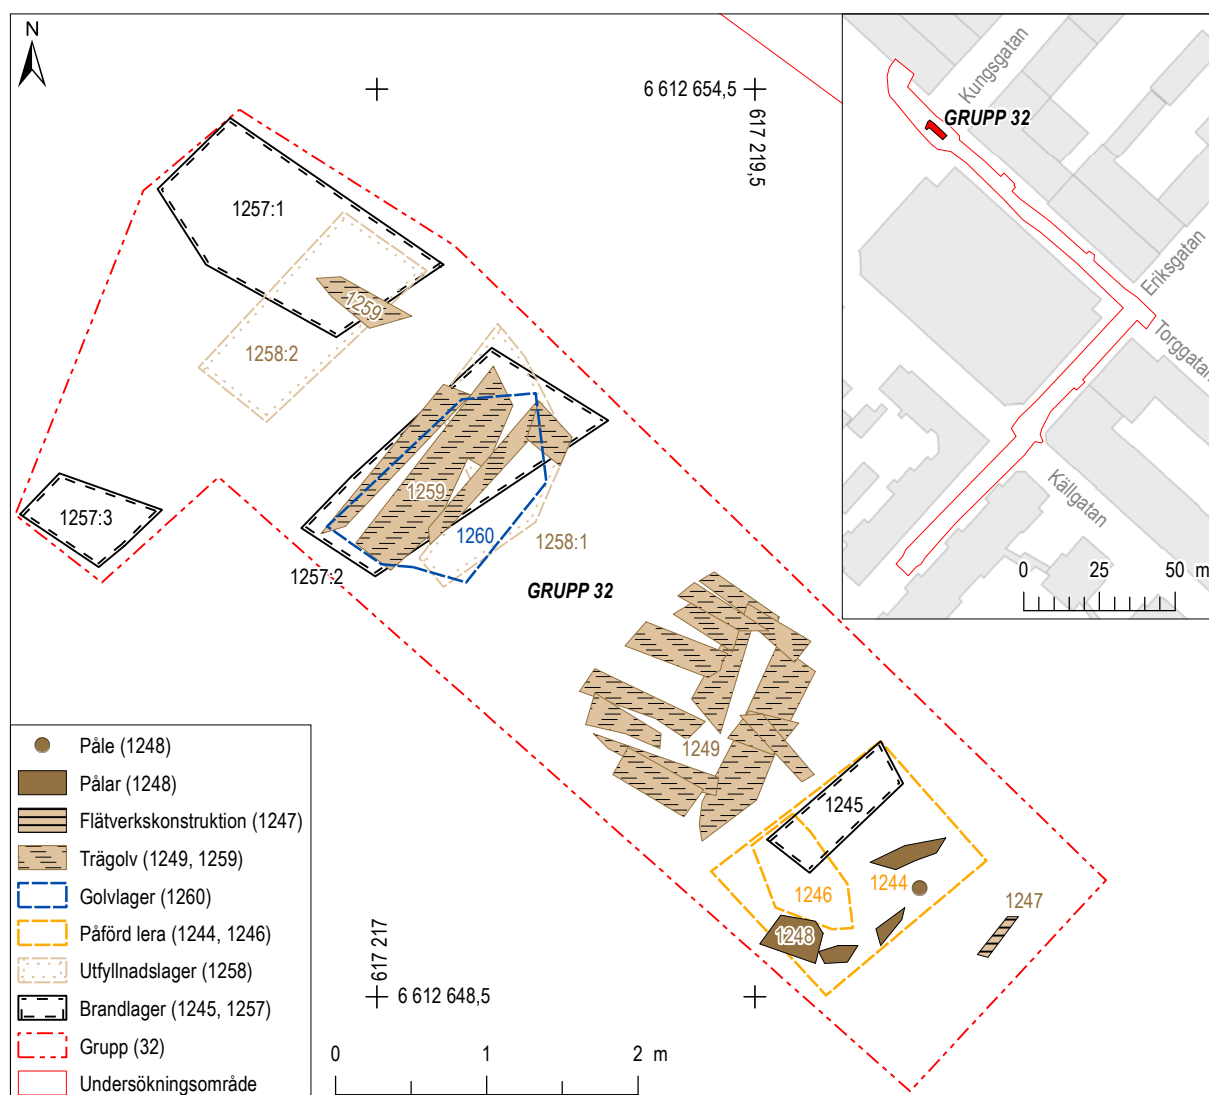 N
6 612 654,5
617 219,5
Kungsgatan
GRUPP 32
Eriksgatan
Torggatan
Källgatan
0 25 50 m
1257:1
1259
1258:2
1257:3
1259
1260
1258:1
1257:2
GRUPP 32
1249
1245
1246
1244
1247
1248
617 217
6 612 648,5
0 1 2 m
Påle (1248)
Pålar (1248)
Flätverkskonstruktion (1247)
Trägolv (1249, 1259)
Golvlager (1260)
Påförd lera (1244, 1246)
Utfyllnadslager (1258)
Brandlager (1245, 1257)
Grupp (32)
Undersökningsområde